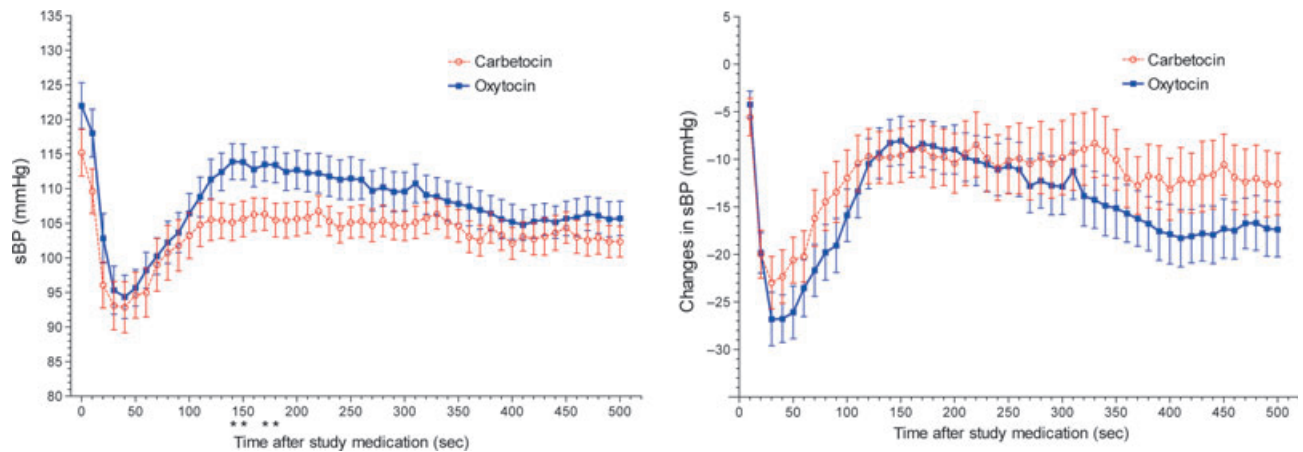 135
130
125
120
115
110
105
100
95
90
85
80
sBP (mmHg)
Carbetocin
Oxytocin
0 50 100 150 200 250 300 350 400 450 500
** **
Time after study medication (sec)
5
0
−5
−10
−15
−20
−25
−30
Changes in sBP (mmHg)
Carbetocin
Oxytocin
0 50 100 150 200 250 300 350 400 450 500
Time after study medication (sec)